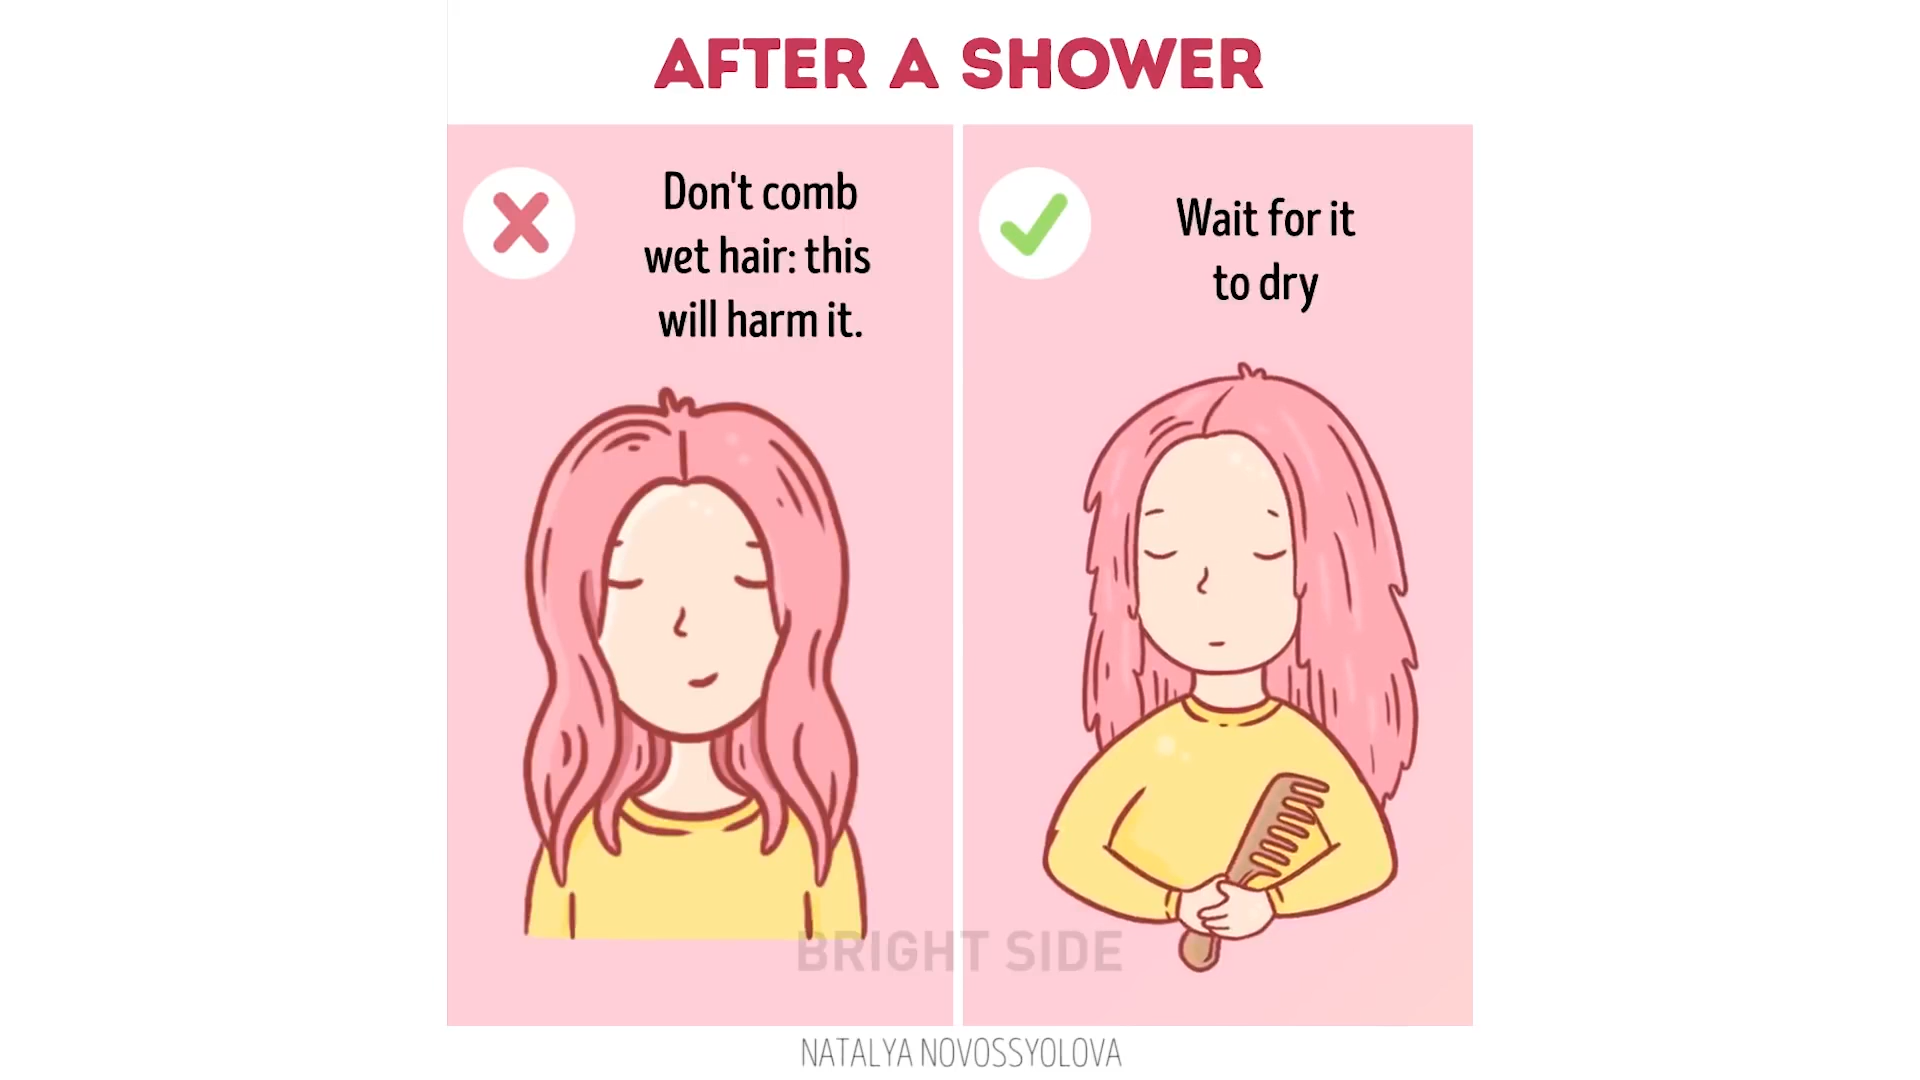 AFTER A SHOWER
Don't comb
wet hair: this
will harm it.
Wait for it
to dry
BRIGHT SIDE
NATALYA NOVOSSYOLOVA